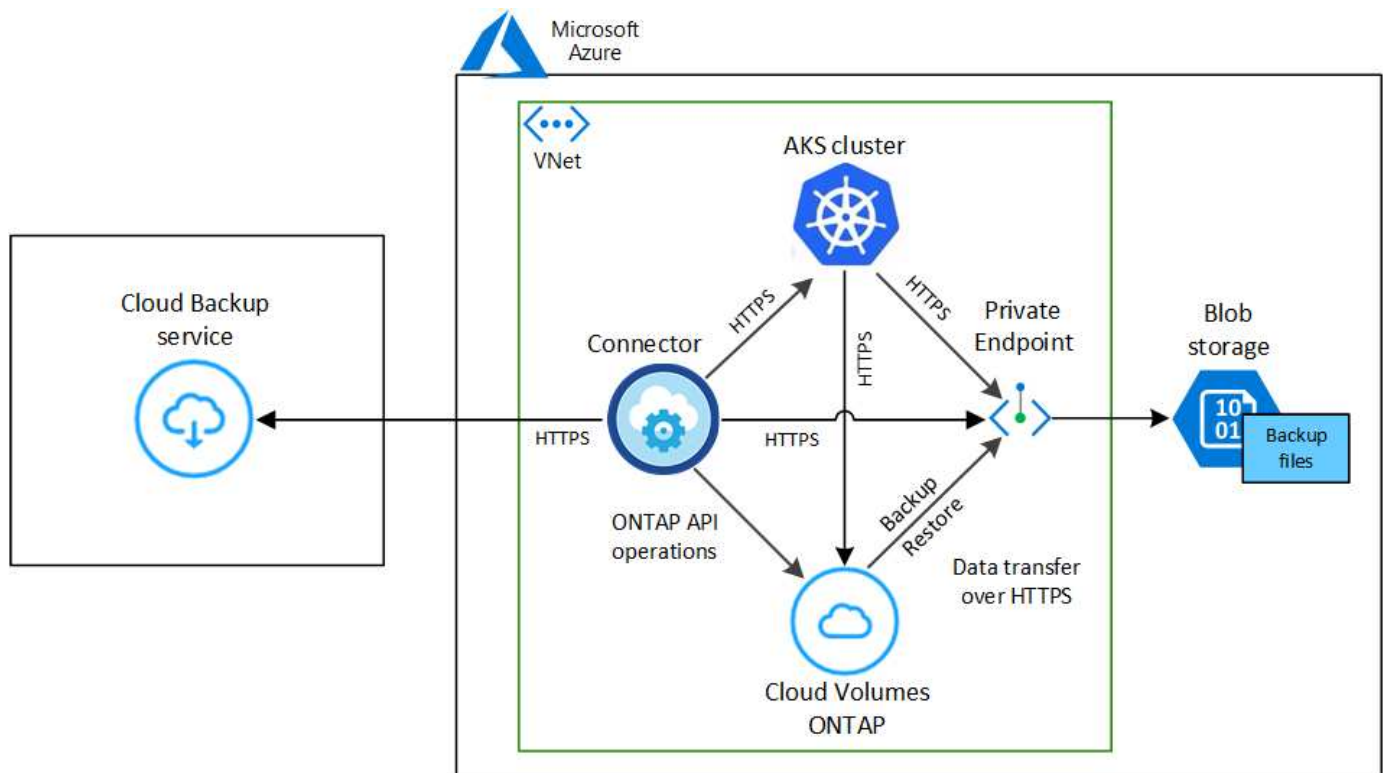 Microsoft
Azure
VNet
AKS cluster
Cloud Backup
service
HTTPS
HTTPS
Private
Endpoint
Blob
storage
Connector
HTTPS
10
01
HTTPS
HTTPS
Backup
files
ONTAP API
operations
Backup
Restore
Data transfer
over HTTPS
Cloud Volumes
ONTAP